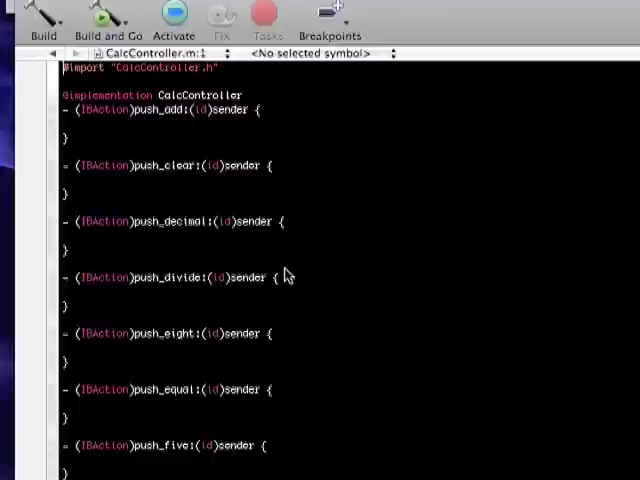 Build
Build and Go
Activate
Fix
Tasks
Breakpoints
CalcController.m:1
<No selected symbol>
#import "CalcController.h"
@implementation CalcController
- (IBAction)push_add:(id)sender {
}
- (IBAction)push_clear:(id)sender {
}
- (IBAction)push_decimal:(id)sender {
}
- (IBAction)push_divide:(id)sender {
}
- (IBAction)push_eight:(id)sender {
}
- (IBAction)push_equal:(id)sender {
}
- (IBAction)push_five:(id)sender {
}